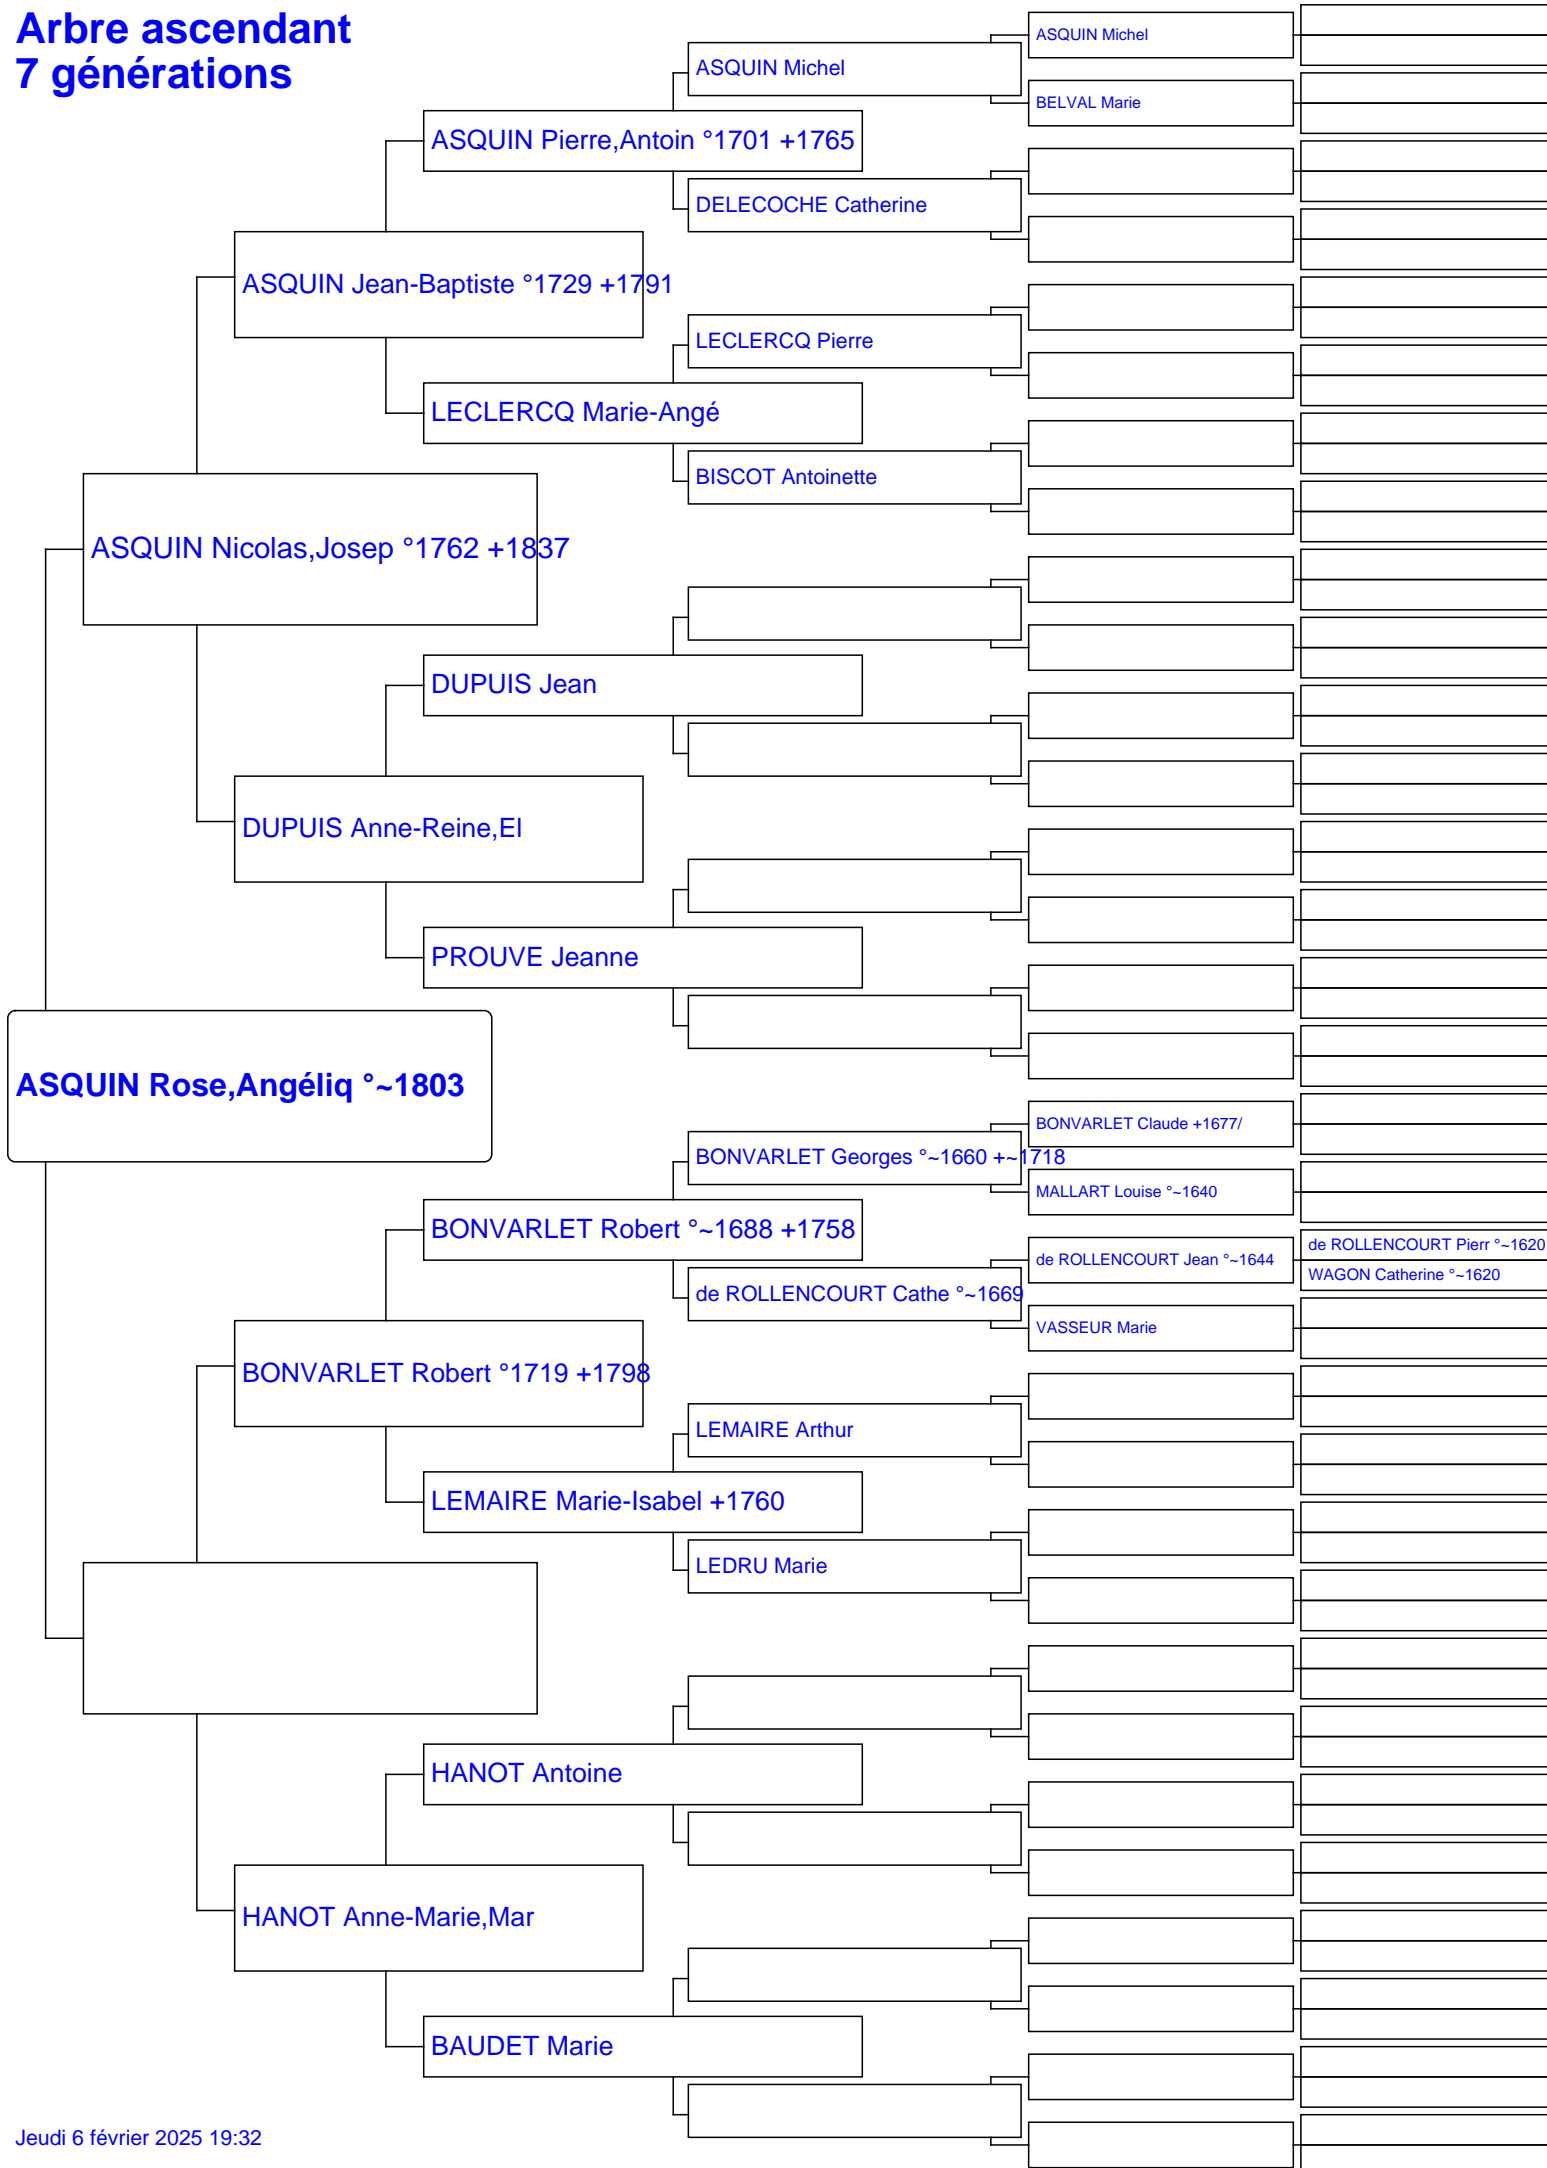 Arbre ascendant
7 générations
ASQUIN Michel
ASQUIN Michel
BELVAL Marie
ASQUIN Pierre,Antoin °1701 +1765
DELECOCHE Catherine
ASQUIN Jean-Baptiste °1729 +1791
LECLERCQ Pierre
LECLERCQ Marie-Angé
BISCOT Antoinette
ASQUIN Nicolas,Josep °1762 +1837
DUPUIS Jean
DUPUIS Anne-Reine,El
PROUVE Jeanne
ASQUIN Rose,Angéliq °~1803
BONVARLET Claude +1677/
BONVARLET Georges °~1660 +~1718
MALLART Louise °~1640
BONVARLET Robert °~1688 +1758
de ROLLENCOURT Pierr °~1620
de ROLLENCOURT Jean °~1644
WAGON Catherine °~1620
de ROLLENCOURT Cathe °~1669
VASSEUR Marie
BONVARLET Robert °1719 +1798
LEMAIRE Arthur
LEMAIRE Marie-Isabel +1760
LEDRU Marie
HANOT Antoine
HANOT Anne-Marie,Mar
BAUDET Marie
Jeudi 6 février 2025 19:32